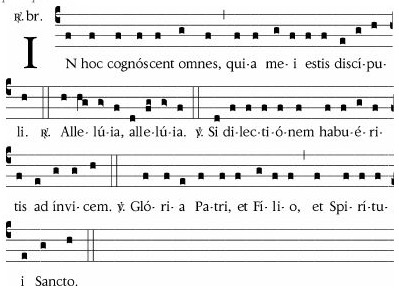 ℟. br.
IN hoc cognóscent omnes, qui·a me·i estis discí·pu·
li. ℟. Alle·lú·ia, alle·lú·ia. ℣. Si di·lec·ti·ó·nem habu·é·ri·
tis ad ínvi·cem. ℣. Gló·ri·a Pa·tri, et Fí·li·o, et Spi·rí·tu·
i Sancto.